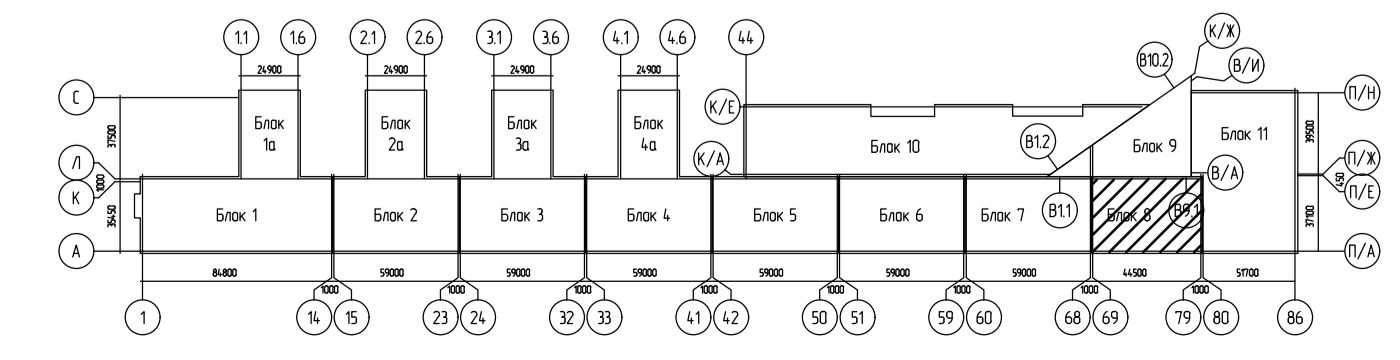 1.1 1.6 2.1 2.6 3.1 3.6 4.1 4.6 44 К/Ж
В10.2 В/И
24900 24900 24900 24900
С К/Е П/Н
Блок
1а
Блок
2а
Блок
3а
Блок
4а
Блок 10
Блок 9
Блок 11
37500
39500
В1.2
Л К/А П/Ж
1000
450
К В/А П/Е
35450
Блок 1 Блок 2 Блок 3 Блок 4 Блок 5 Блок 6 Блок 7 В1.1 Блок 8 В9.1
37100
А П/А
84800 59000 59000 59000 59000 59000 59000 44500 51700
1000 1000 1000 1000 1000 1000 1000 1000
1 14 15 23 24 32 33 41 42 50 51 59 60 68 69 79 80 86